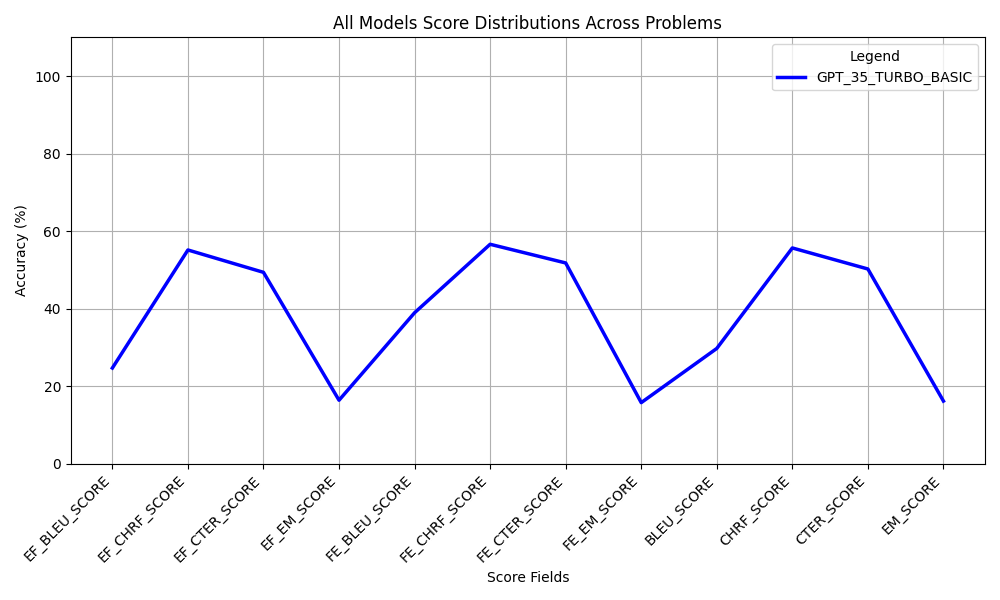 All Models Score Distributions Across Problems
Legend
GPT_35_TURBO_BASIC
Accuracy (%)
100
80
60
40
20
0
EF_BLEU_SCORE
EF_CHRF_SCORE
EF_CTER_SCORE
EF_EM_SCORE
FE_BLEU_SCORE
FE_CHRF_SCORE
FE_CTER_SCORE
FE_EM_SCORE
BLEU_SCORE
CHRF_SCORE
CTER_SCORE
EM_SCORE
Score Fields